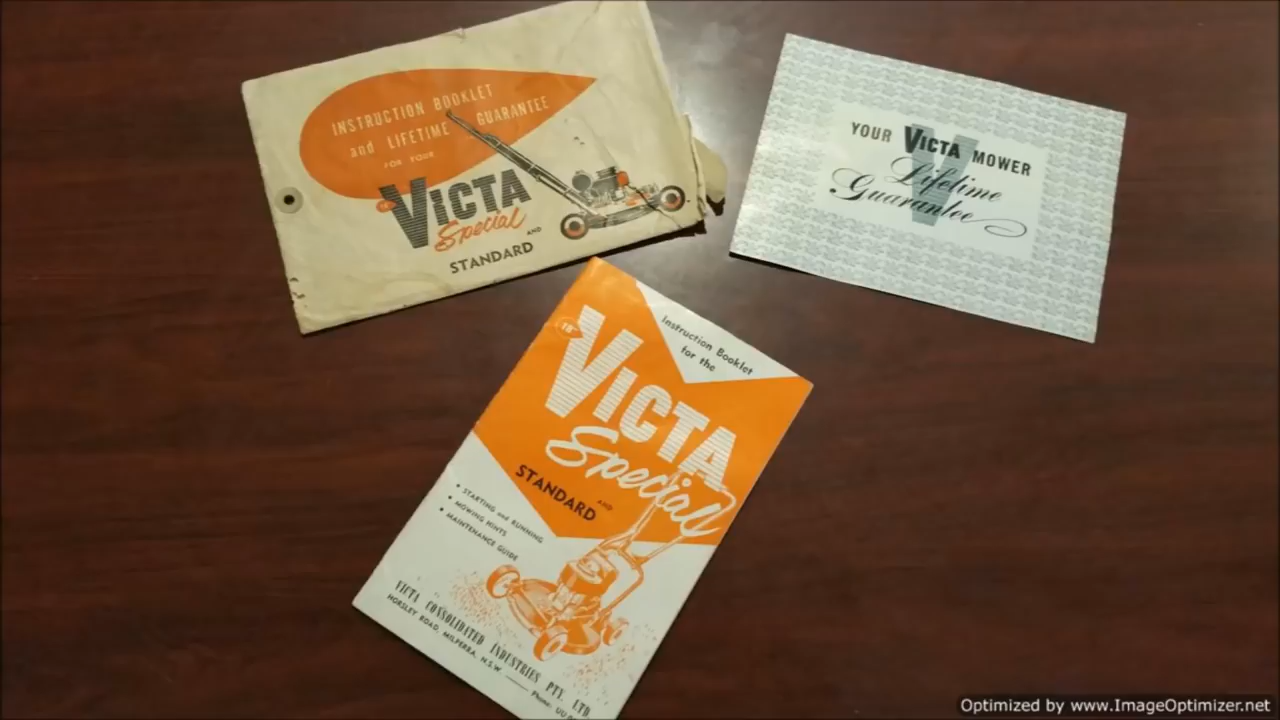 INSTRUCTION BOOKLET
and LIFETIME GUARANTEE
FOR YOUR
18"
VICTA
Special AND
STANDARD
YOUR VICTA MOWER
Lifetime
Guarantee
Instruction Booklet
for the
18"
VICTA
Special
AND
STANDARD
• STARTING and RUNNING
• MOWING HINTS
• MAINTENANCE GUIDE
VICTA CONSOLIDATED INDUSTRIES PTY. LTD.
HORSLEY ROAD, MILPERRA, N.S.W. — Phone:
Optimized by www.ImageOptimizer.net